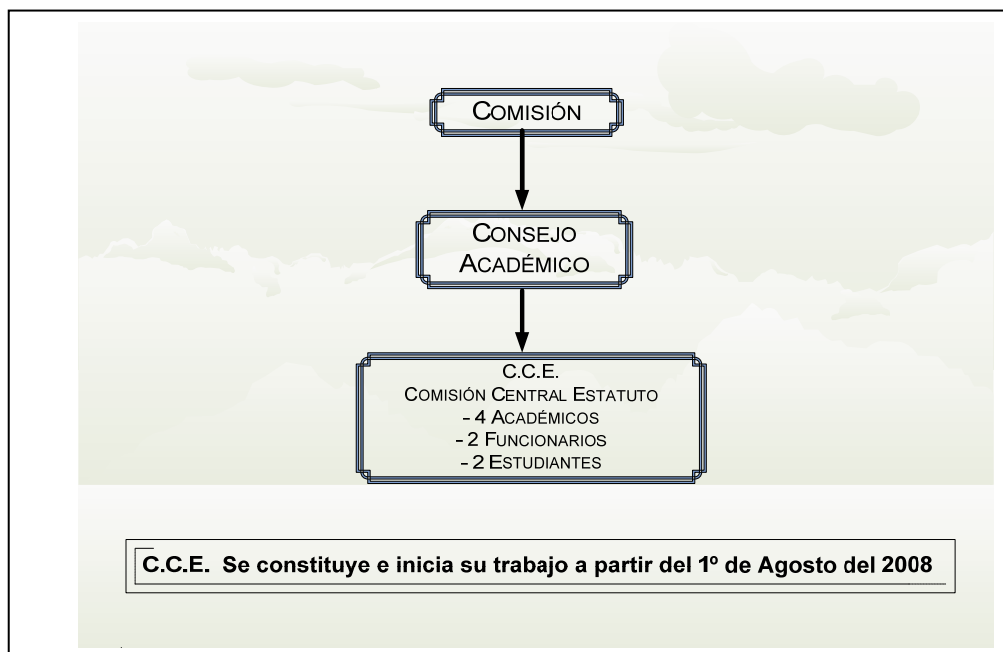 COMISIÓN
CONSEJO
ACADÉMICO
C.C.E.
COMISIÓN CENTRAL ESTATUTO
- 4 ACADÉMICOS
- 2 FUNCIONARIOS
- 2 ESTUDIANTES
C.C.E. Se constituye e inicia su trabajo a partir del 1º de Agosto del 2008